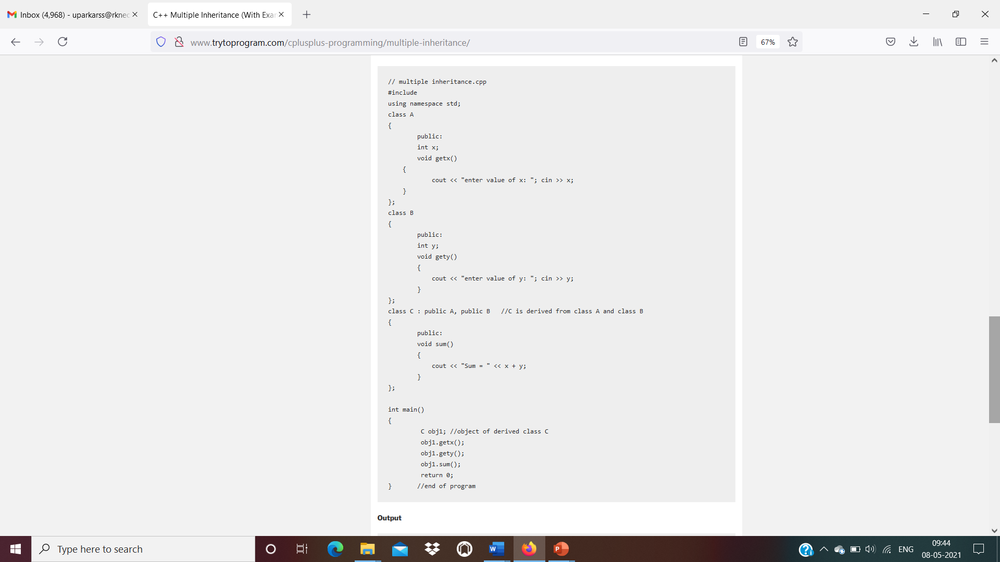 Inbox (4,968) - uparkarss@rknec
C++ Multiple Inheritance (With Exar
www.trytoprogram.com/cplusplus-programming/multiple-inheritance/
67%
// multiple inheritance.cpp
#include
using namespace std;
class A
{
public:
int x;
void getx()
{
cout << "enter value of x: "; cin >> x;
}
};
class B
{
public:
int y;
void gety()
{
cout << "enter value of y: "; cin >> y;
}
};
class C : public A, public B //C is derived from class A and class B
{
public:
void sum()
{
cout << "Sum = " << x + y;
}
};
int main()
{
C obj1; //object of derived class C
obj1.getx();
obj1.gety();
obj1.sum();
return 0;
} //end of program
Output
Type here to search
ENG
09:44
08-05-2021